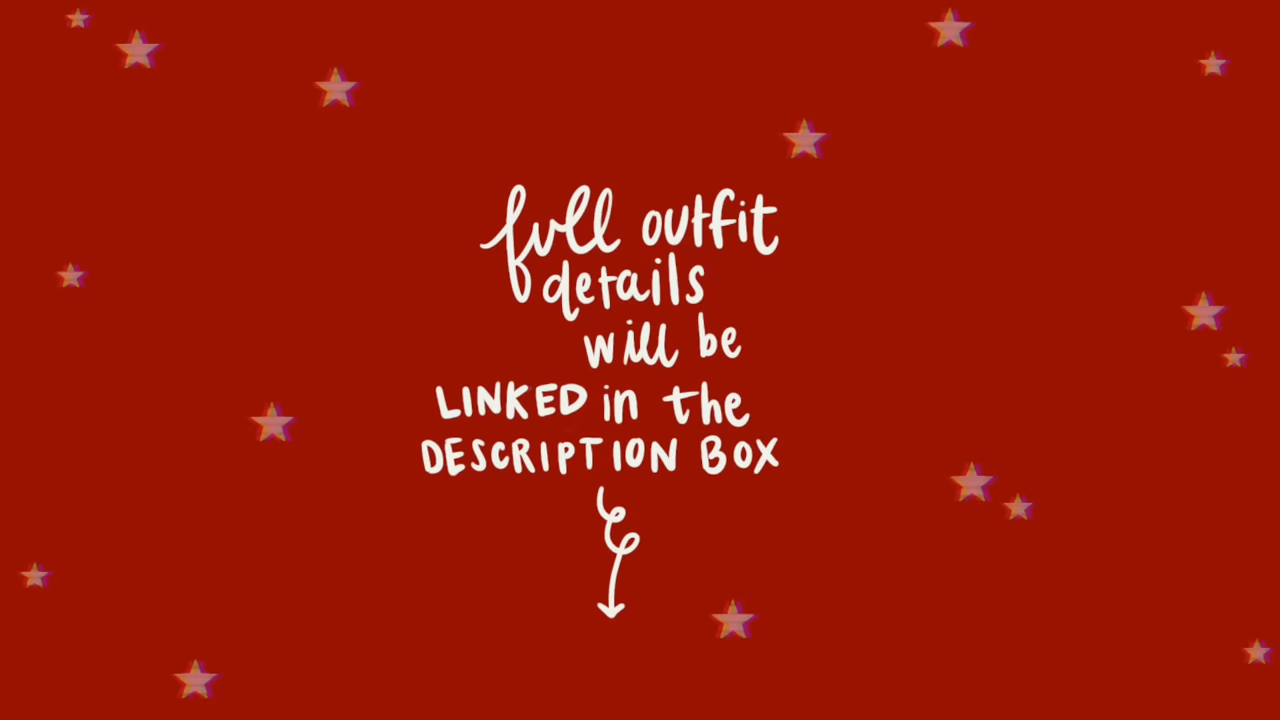 full outfit
details
will be
LINKED in the
DESCRIPTION BOX